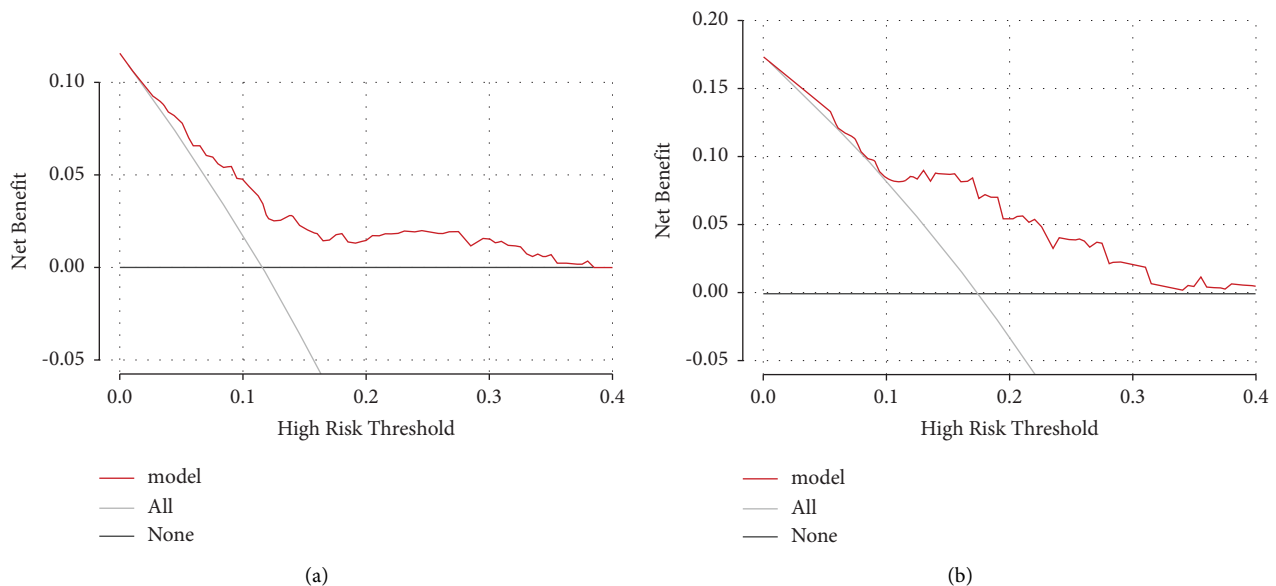 0.10
0.05
0.00
-0.05
Net Benefit
0.0 0.1 0.2 0.3 0.4
High Risk Threshold
model
All
None
(a)
0.20
0.15
0.10
0.05
0.00
-0.05
Net Benefit
0.0 0.1 0.2 0.3 0.4
High Risk Threshold
model
All
None
(b)